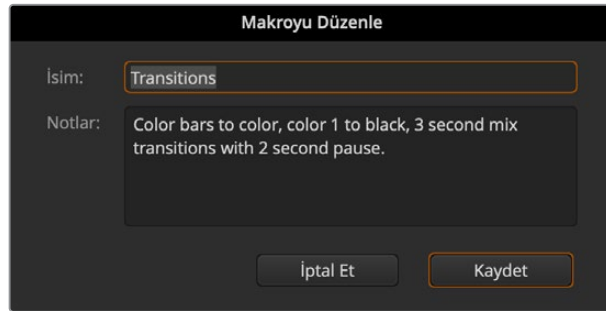 Makroyu Düzenle
İsim: Transitions
Notlar: Color bars to color, color 1 to black, 3 second mix
transitions with 2 second pause.
İptal Et Kaydet